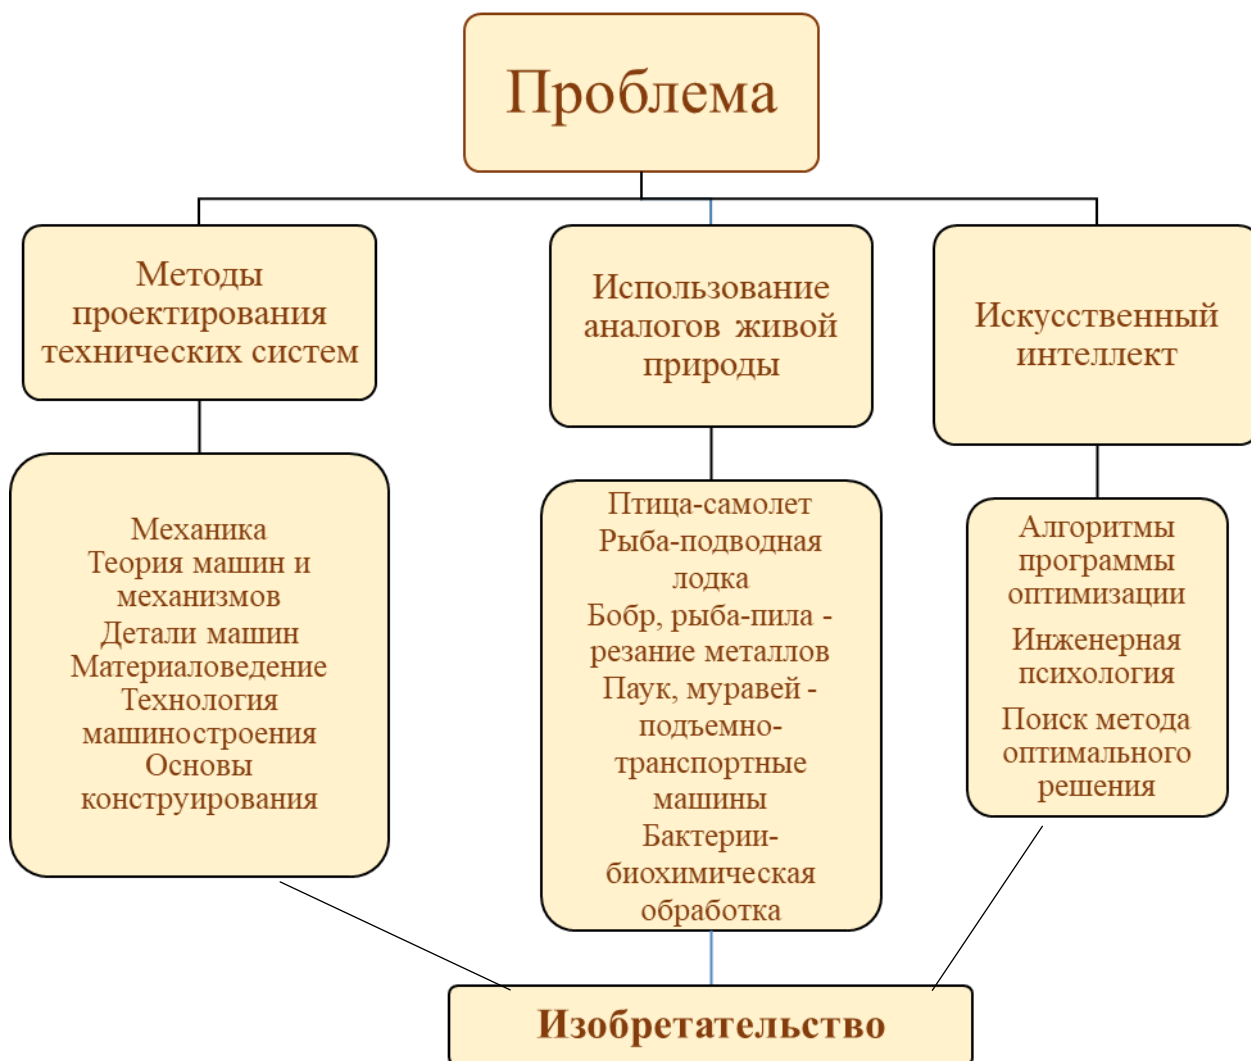 Проблема
Методы
проектирования
технических систем
Использование
аналогов живой
природы
Искусственный
интеллект
Механика
Теория машин и
механизмов
Детали машин
Материаловедение
Технология
машиностроения
Основы
конструирования
Птица-самолет
Рыба-подводная
лодка
Бобр, рыба-пила -
резание металлов
Паук, муравей -
подъемно-
транспортные
машины
Бактерии-
биохимическая
обработка
Алгоритмы
программы
оптимизации
Инженерная
психология
Поиск метода
оптимального
решения
Изобретательство